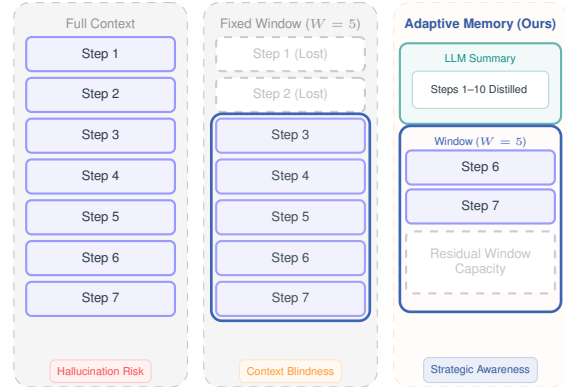 Full Context
Step 1
Step 2
Step 3
Step 4
Step 5
Step 6
Step 7
Hallucination Risk
Fixed Window (W = 5)
Step 1 (Lost)
Step 2 (Lost)
Step 3
Step 4
Step 5
Step 6
Step 7
Context Blindness
Adaptive Memory (Ours)
LLM Summary
Steps 1–10 Distilled
Window (W = 5)
Step 6
Step 7
Residual Window
Capacity
Strategic Awareness